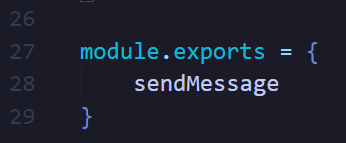 26
27 module.exports = {
28     sendMessage
29 }